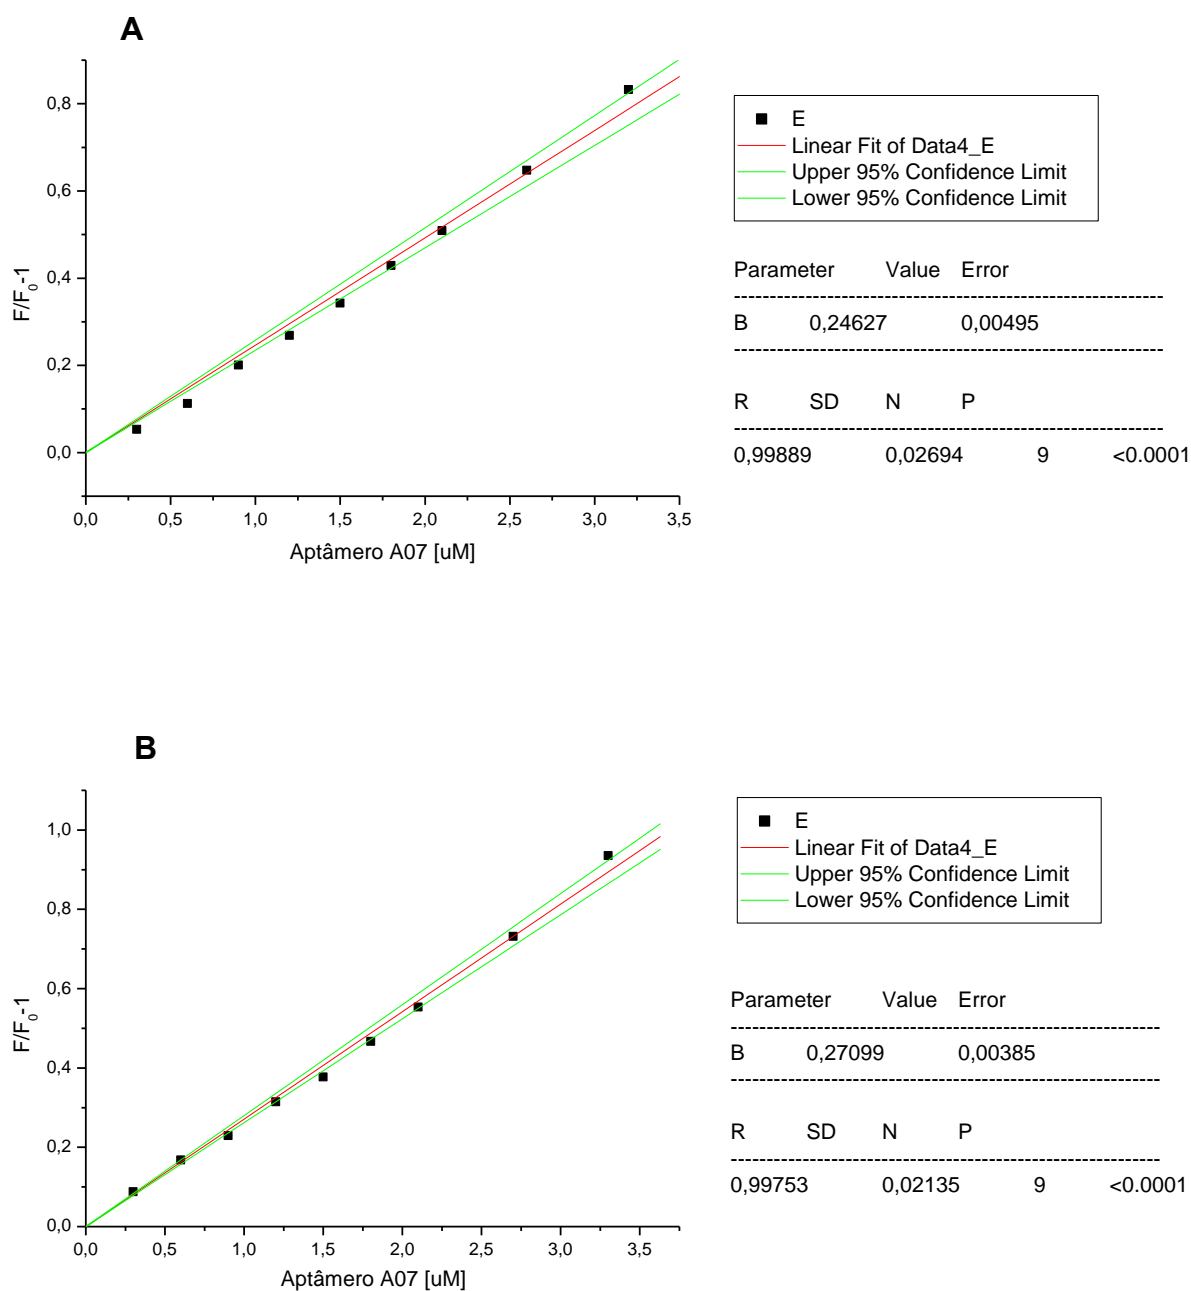 A
0,8
0,6
0,4
0,2
0,0
F/F0-1
0,0 0,5 1,0 1,5 2,0 2,5 3,0 3,5
Aptâmero A07 [uM]
E
Linear Fit of Data4_E
Upper 95% Confidence Limit
Lower 95% Confidence Limit
Parameter Value Error
------------------------------------------------------------
B 0,24627 0,00495
------------------------------------------------------------
R SD N P
------------------------------------------------------------
0,99889 0,02694 9 <0.0001
B
1,0
0,8
0,6
0,4
0,2
0,0
F/F0-1
0,0 0,5 1,0 1,5 2,0 2,5 3,0 3,5
Aptâmero A07 [uM]
E
Linear Fit of Data4_E
Upper 95% Confidence Limit
Lower 95% Confidence Limit
Parameter Value Error
------------------------------------------------------------
B 0,27099 0,00385
------------------------------------------------------------
R SD N P
------------------------------------------------------------
0,99753 0,02135 9 <0.0001